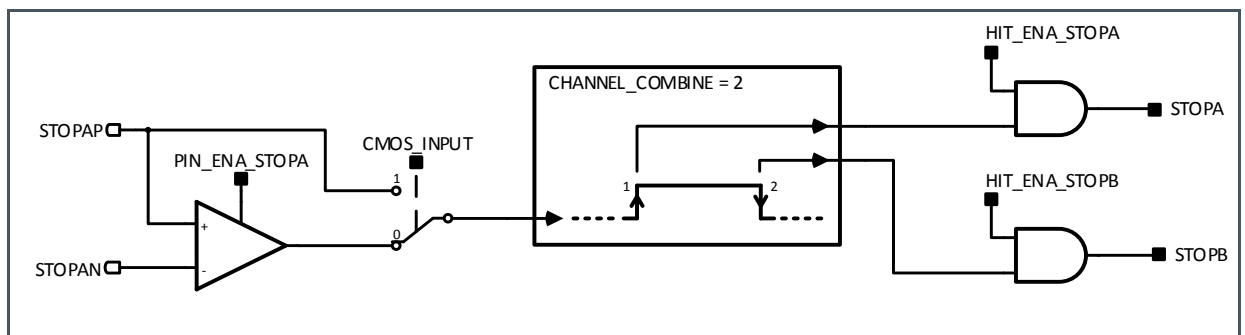 HIT_ENA_STOPA
CHANNEL_COMBINE = 2
STOPA
STOPAP
CMOS_INPUT
PIN_ENA_STOPA
1
1
2
HIT_ENA_STOPB
+
0
-
STOPAN
STOPB